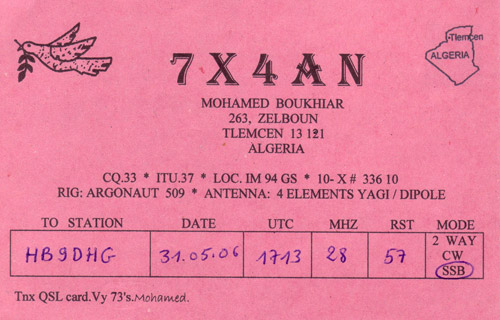 7X4AN
Tlemcen
ALGERIA
MOHAMED BOUKHIAR
263, ZELBOUN
TLEMCEN 13 121
ALGERIA
CQ.33 * ITU.37 * LOC. IM 94 GS * 10- X # 336 10
RIG: ARGONAUT 509 * ANTENNA: 4 ELEMENTS YAGI / DIPOLE
TO STATION DATE UTC MHZ RST MODE
HB9DHG 31.05.06 1713 28 57 2 WAY
CW
SSB
Tnx QSL card.Vy 73's.Mohamed.